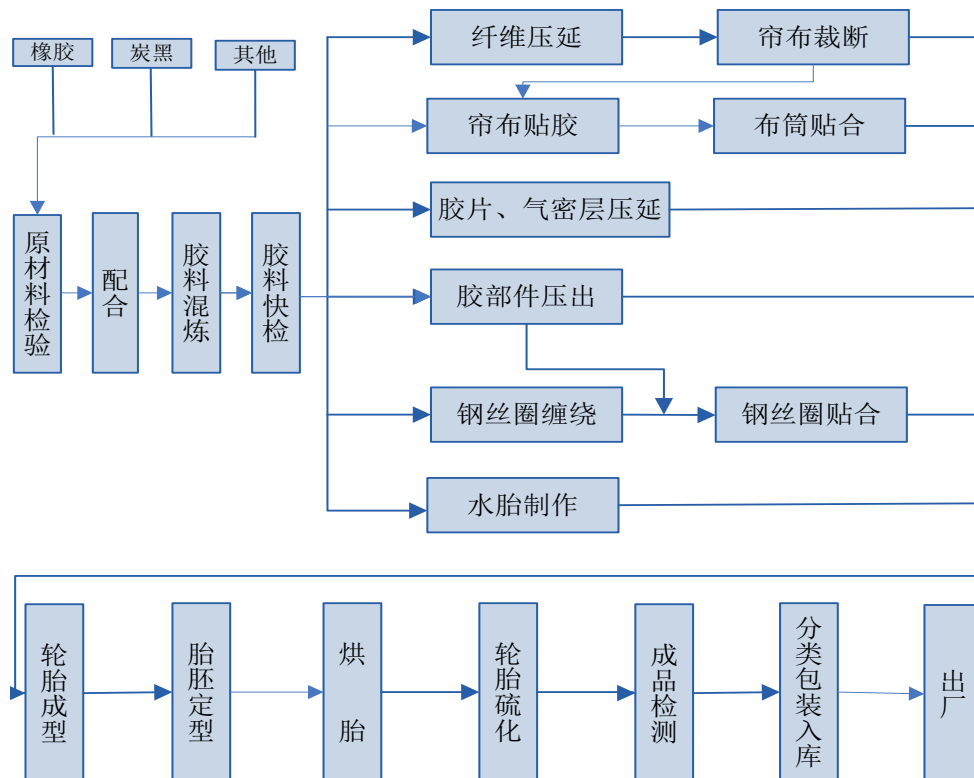 橡胶
炭黑
其他
原材料检验
配合
胶料混炼
胶料快检
纤维压延
帘布裁断
帘布贴胶
布筒贴合
胶片、气密层压延
胶部件压出
钢丝圈缠绕
钢丝圈贴合
水胎制作
轮胎成型
胎胚定型
烘胎
轮胎硫化
成品检测
分类包装入库
出厂